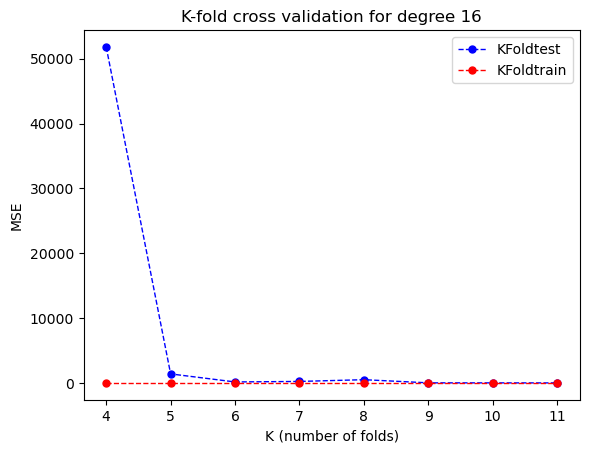 K-fold cross validation for degree 16
KFoldtest
KFoldtrain
50000
40000
30000
20000
10000
0
MSE
4 5 6 7 8 9 10 11
K (number of folds)